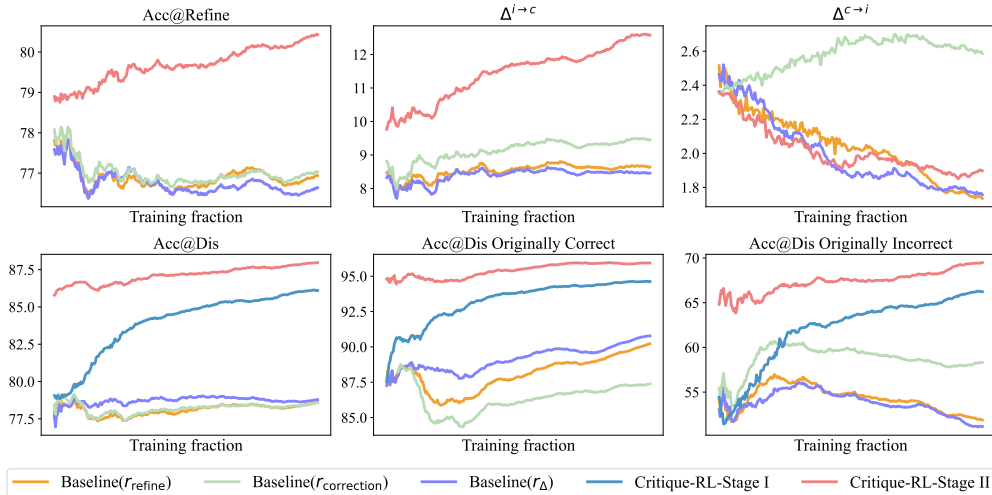 Acc@Refine
Δ^{i→c}
Δ^{c→i}
80
79
78
77
12
11
10
9
8
2.6
2.4
2.2
2.0
1.8
Training fraction
Training fraction
Training fraction
Acc@Dis
Acc@Dis Originally Correct
Acc@Dis Originally Incorrect
87.5
85.0
82.5
80.0
77.5
95.0
92.5
90.0
87.5
85.0
70
65
60
55
Training fraction
Training fraction
Training fraction
Baseline(r_refine) Baseline(r_correction) Baseline(r_Δ) Critique-RL-Stage I Critique-RL-Stage II